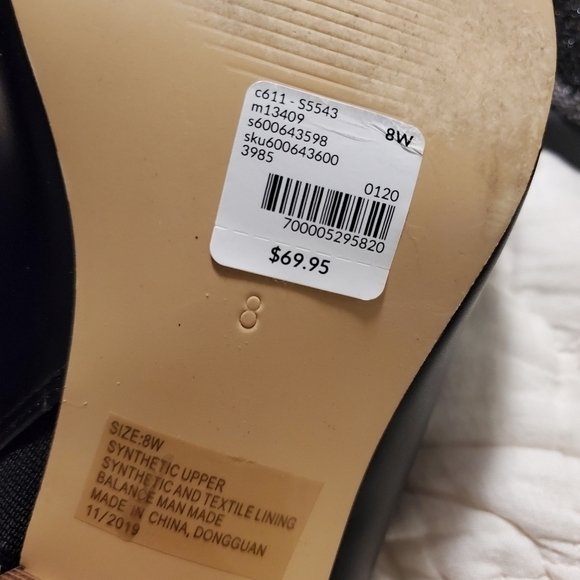 c611 - S5543
m13409
8W
s600643598
sku600643600
3985
0120
700005295820
$69.95
8
SIZE:8W
SYNTHETIC UPPER
SYNTHETIC AND TEXTILE LINING
BALANCE MAN MADE
MADE IN CHINA, DONGGUAN
11/2019